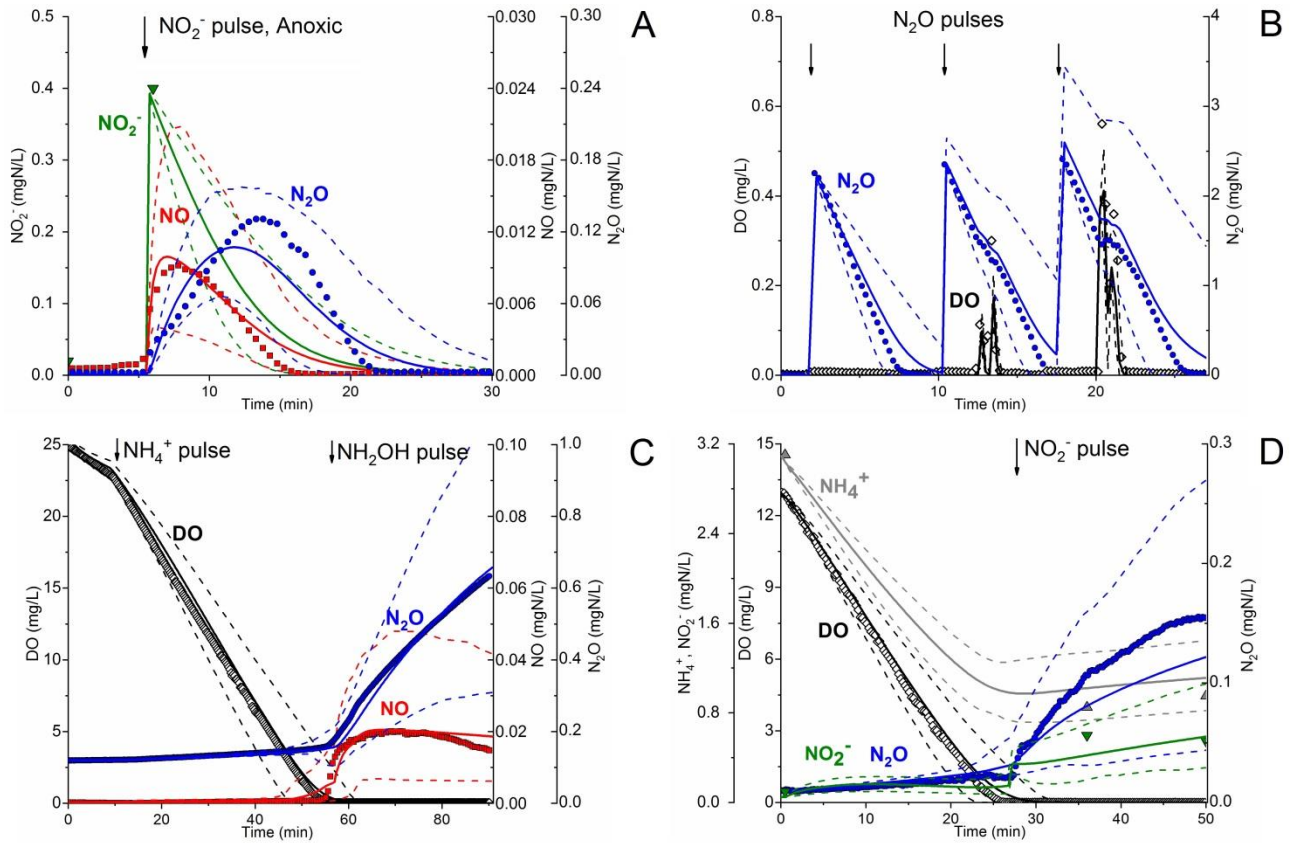 NO₂⁻ pulse, Anoxic
A
0.5
0.4
0.3
0.2
0.1
0.0
NO₂⁻ (mgN/L)
NO₂⁻
NO
N₂O
0.030
0.024
0.018
0.012
0.006
0.000
NO (mgN/L)
0.30
0.24
0.18
0.12
0.06
0.00
N₂O (mgN/L)
0 10 20 30
Time (min)
N₂O pulses
B
0.8
0.6
0.4
0.2
0.0
DO (mg/L)
N₂O
DO
4
3
2
1
0
N₂O (mgN/L)
0 10 20
Time (min)
NH₄⁺ pulse
NH₂OH pulse
C
25
20
15
10
5
0
DO (mg/L)
DO
N₂O
NO
0.10
0.08
0.06
0.04
0.02
0.00
NO (mgN/L)
1.0
0.8
0.6
0.4
0.2
0.0
N₂O (mgN/L)
0 20 40 60 80
Time (min)
NO₂⁻ pulse
D
3.2
2.4
1.6
0.8
0.0
NH₄⁺, NO₂⁻ (mgN/L)
15
12
9
6
3
0
DO (mg/L)
NH₄⁺
DO
NO₂⁻ N₂O
0.3
0.2
0.1
0.0
N₂O (mgN/L)
0 10 20 30 40 50
Time (min)